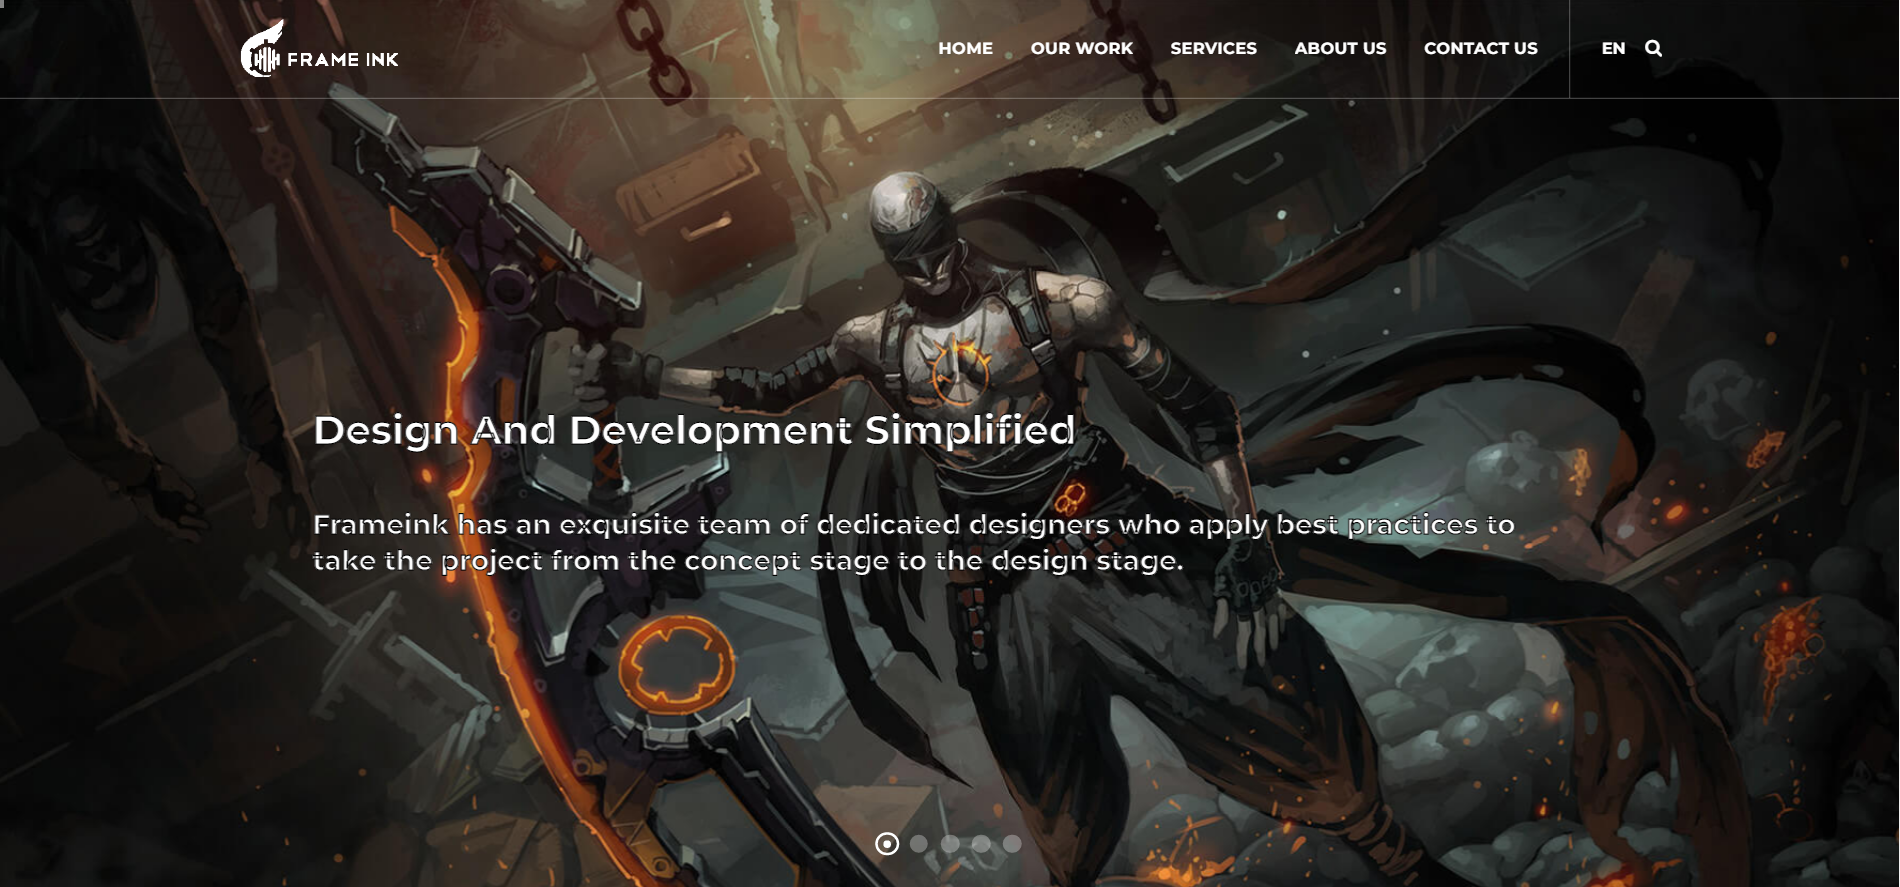 FRAME INK
HOME OUR WORK SERVICES ABOUT US CONTACT US EN
Design And Development Simplified
Frameink has an exquisite team of dedicated designers who apply best practices to
take the project from the concept stage to the design stage.